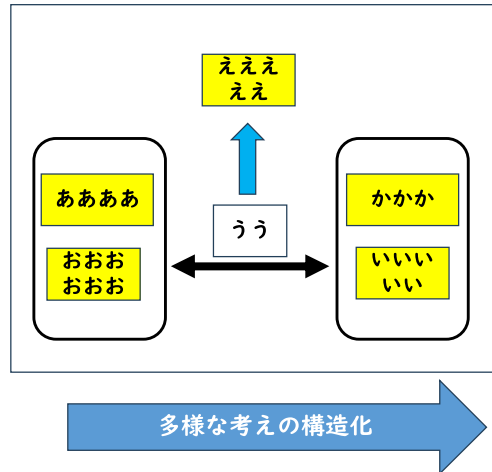 えええ
ええ
ああああ
おおお
おおお
うう
かかか
いいい
いい
多様な考えの構造化